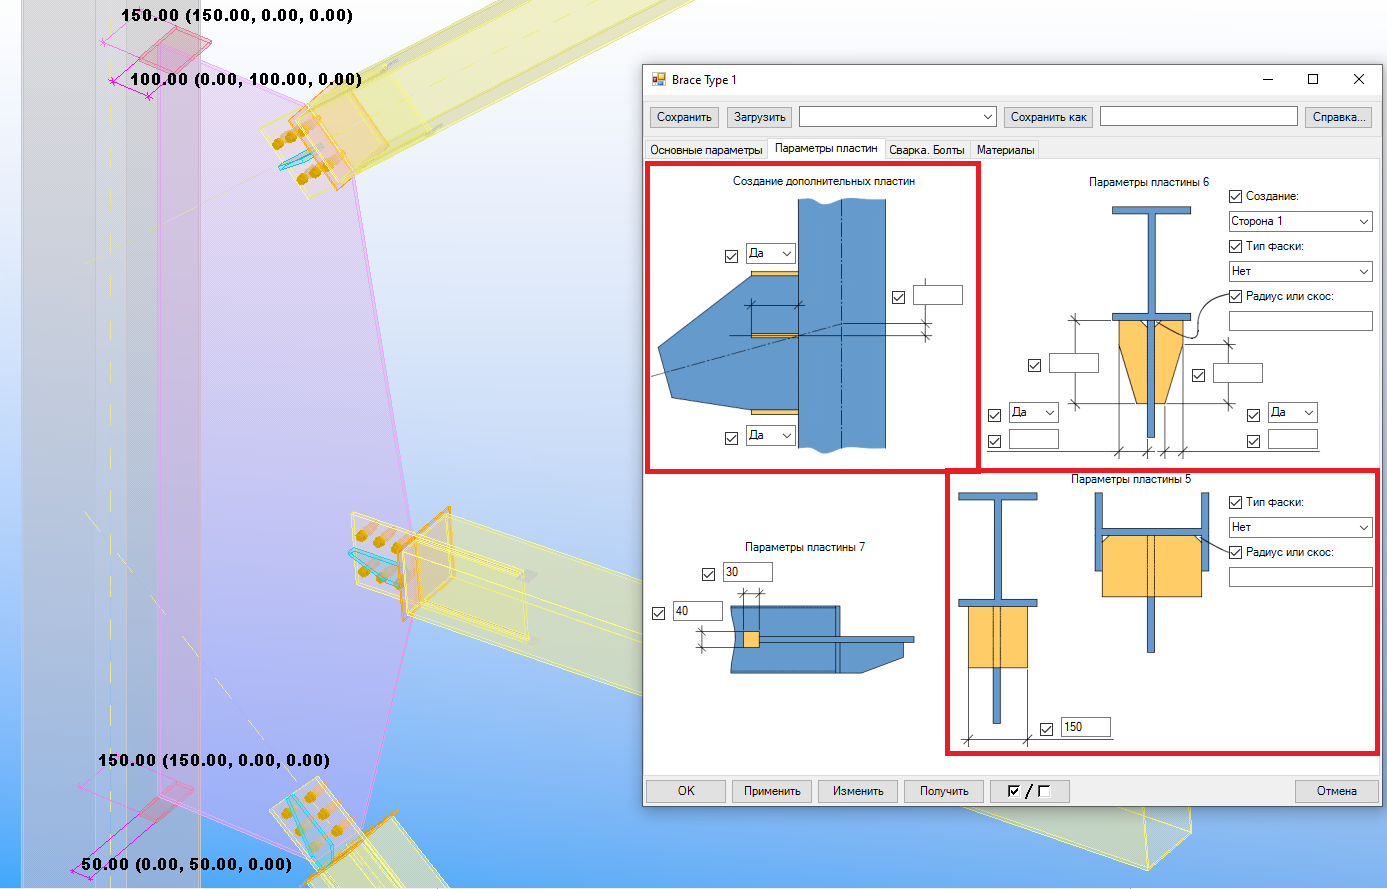 150.00 (150.00, 0.00, 0.00)
100.00 (0.00, 100.00, 0.00)
150.00 (150.00, 0.00, 0.00)
50.00 (0.00, 50.00, 0.00)
Brace Type 1
Сохранить
Загрузить
Сохранить как
Справка...
Основные параметры
Параметры пластин
Сварка. Болты
Материалы
Создание дополнительных пластин
Да
Да
Параметры пластины 6
Создание:
Сторона 1
Тип фаски:
Нет
Радиус или скос:
Да
Да
Параметры пластины 7
30
40
Параметры пластины 5
Тип фаски:
Нет
Радиус или скос:
150
OK
Применить
Изменить
Получить
/
Отмена